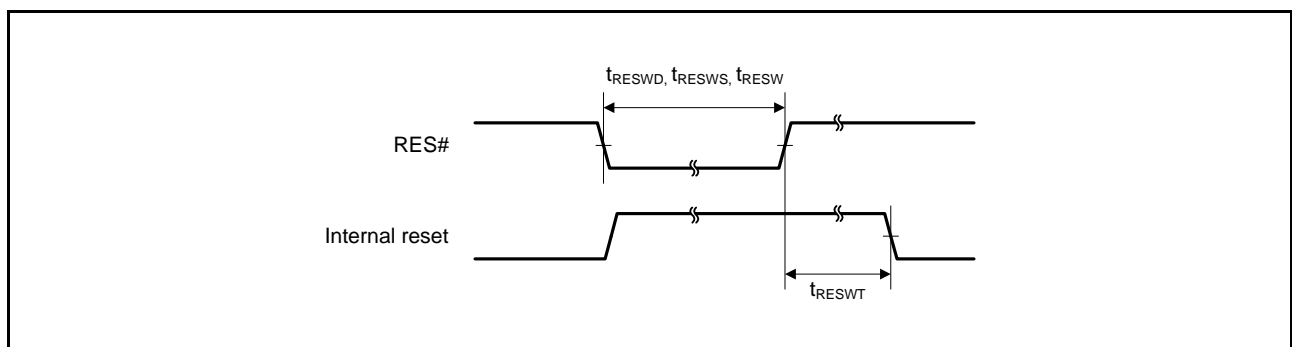 tRESWD, tRESWS, tRESW
RES#
Internal reset
tRESWT